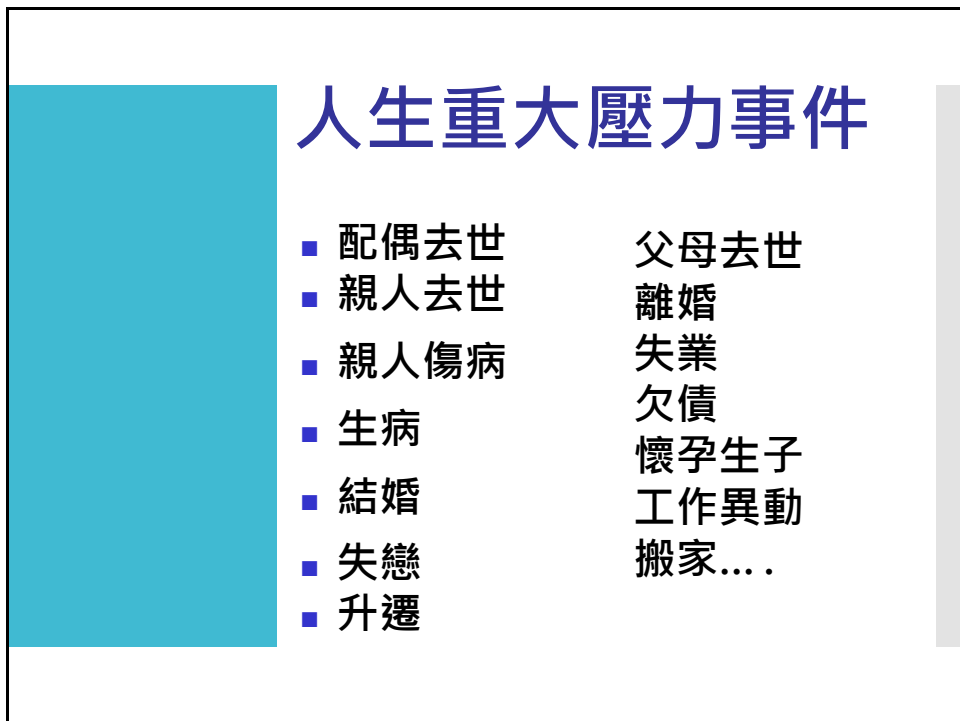 人生重大壓力事件
■ 配偶去世
■ 親人去世
■ 親人傷病
■ 生病
■ 結婚
■ 失戀
■ 升遷
父母去世
離婚
失業
欠債
懷孕生子
工作異動
搬家... .